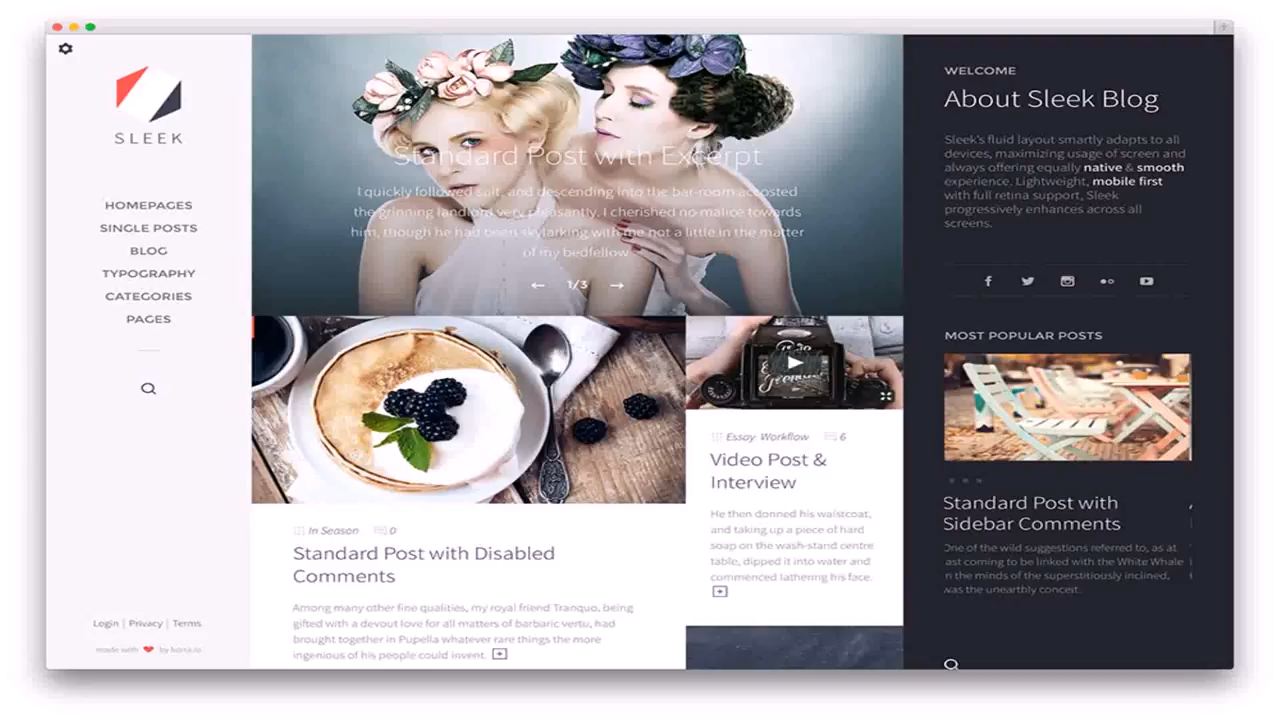 SLEEK
HOMEPAGES
SINGLE POSTS
BLOG
TYPOGRAPHY
CATEGORIES
PAGES
Login | Privacy | Terms
made with by
Standard Post with Excerpt
I quickly followed suit, and descending into the bar-room accosted
the grinning landlord very pleasantly. I cherished no malice towards
him, though he had been skylarking with me not a little in the matter
of my bedfellow
1/3
In Season 0
Standard Post with Disabled
Comments
Among many other fine qualities, my royal friend Tranquo, being
gifted with a devout love for all matters of barbaric vertu, had
brought together in Pupella whatever rare things the more
ingenious of his people could invent.
Essay Workflow 6
Video Post &
Interview
He then donned his waistcoat,
and taking up a piece of hard
soap on the wash-stand centre
table, dipped it into water and
commenced lathering his face.
WELCOME
About Sleek Blog
Sleek's fluid layout smartly adapts to all
devices, maximizing usage of screen and
always offering equally native & smooth
experience. Lightweight, mobile first
with full retina support, Sleek
progressively enhances across all
screens.
MOST POPULAR POSTS
Standard Post with
Sidebar Comments
One of the wild suggestions referred to, as at
ast coming to be linked with the White Whale
n the minds of the superstitiously inclined,
was the unearthly conceit.